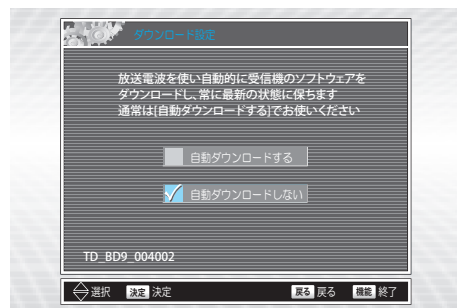 ダウンロード設定
放送電波を使い自動的に受信機のソフトウェアを
ダウンロードし、常に最新の状態に保ちます
通常は[自動ダウンロードする]でお使いください
自動ダウンロードする
自動ダウンロードしない
TD_BD9_004002
選択 決定 決定 戻る 戻る 機能 終了